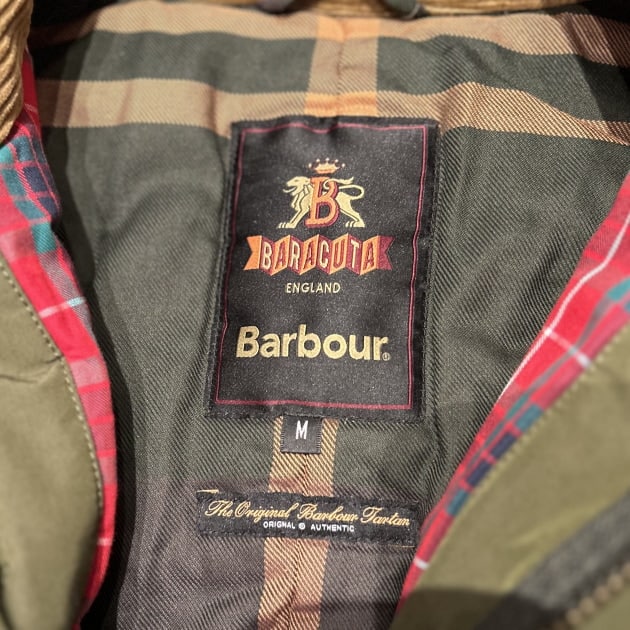 B
BARACUTA
ENGLAND
Barbour®
M
The Original Barbour Tartan
ORIGINAL © AUTHENTIC